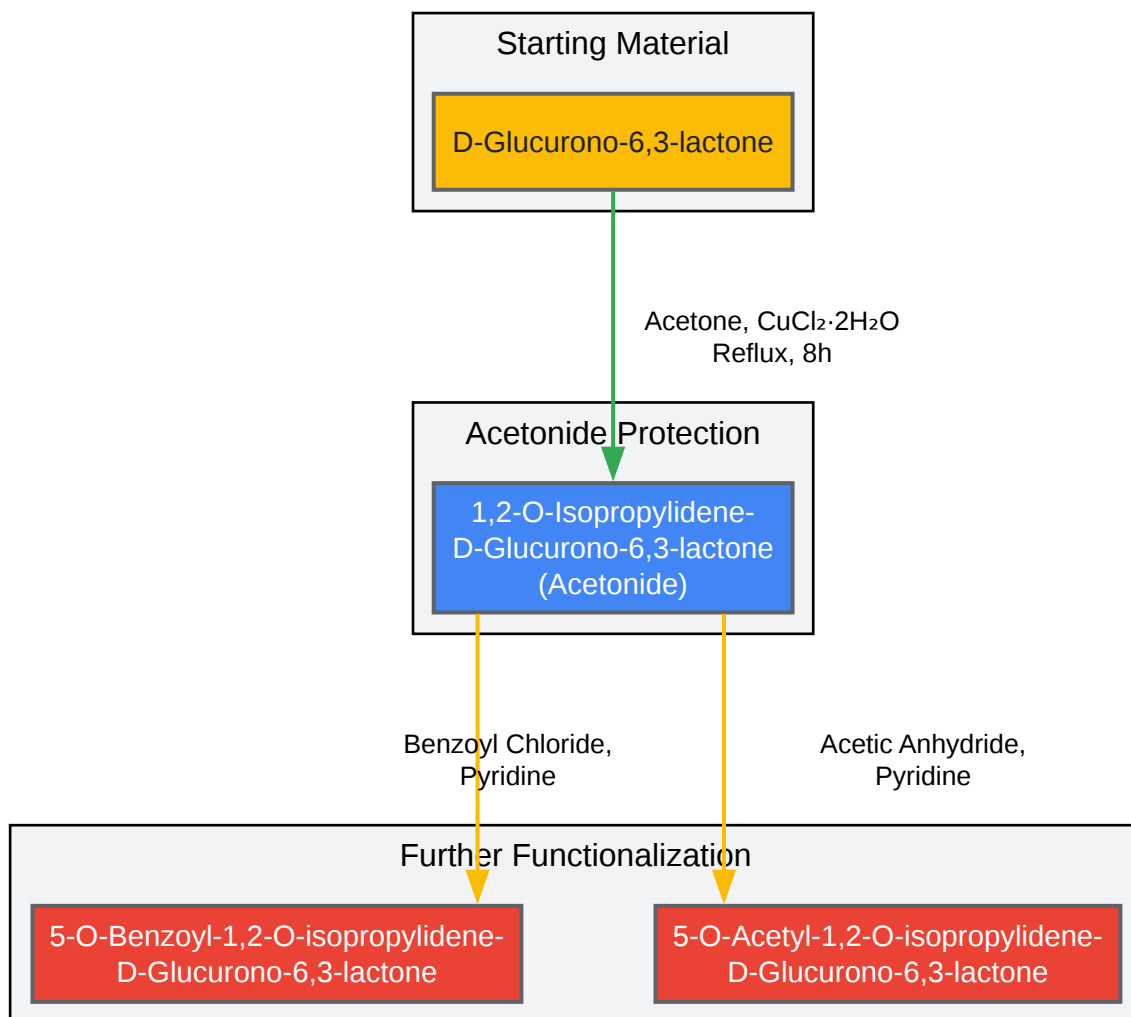 Starting Material
D-Glucurono-6,3-lactone
Acetone, CuCl₂·2H₂O
Reflux, 8h
Acetonide Protection
1,2-O-Isopropylidene-
D-Glucurono-6,3-lactone
(Acetonide)
Benzoyl Chloride,
Pyridine
Acetic Anhydride,
Pyridine
Further Functionalization
5-O-Benzoyl-1,2-O-isopropylidene-
D-Glucurono-6,3-lactone
5-O-Acetyl-1,2-O-isopropylidene-
D-Glucurono-6,3-lactone